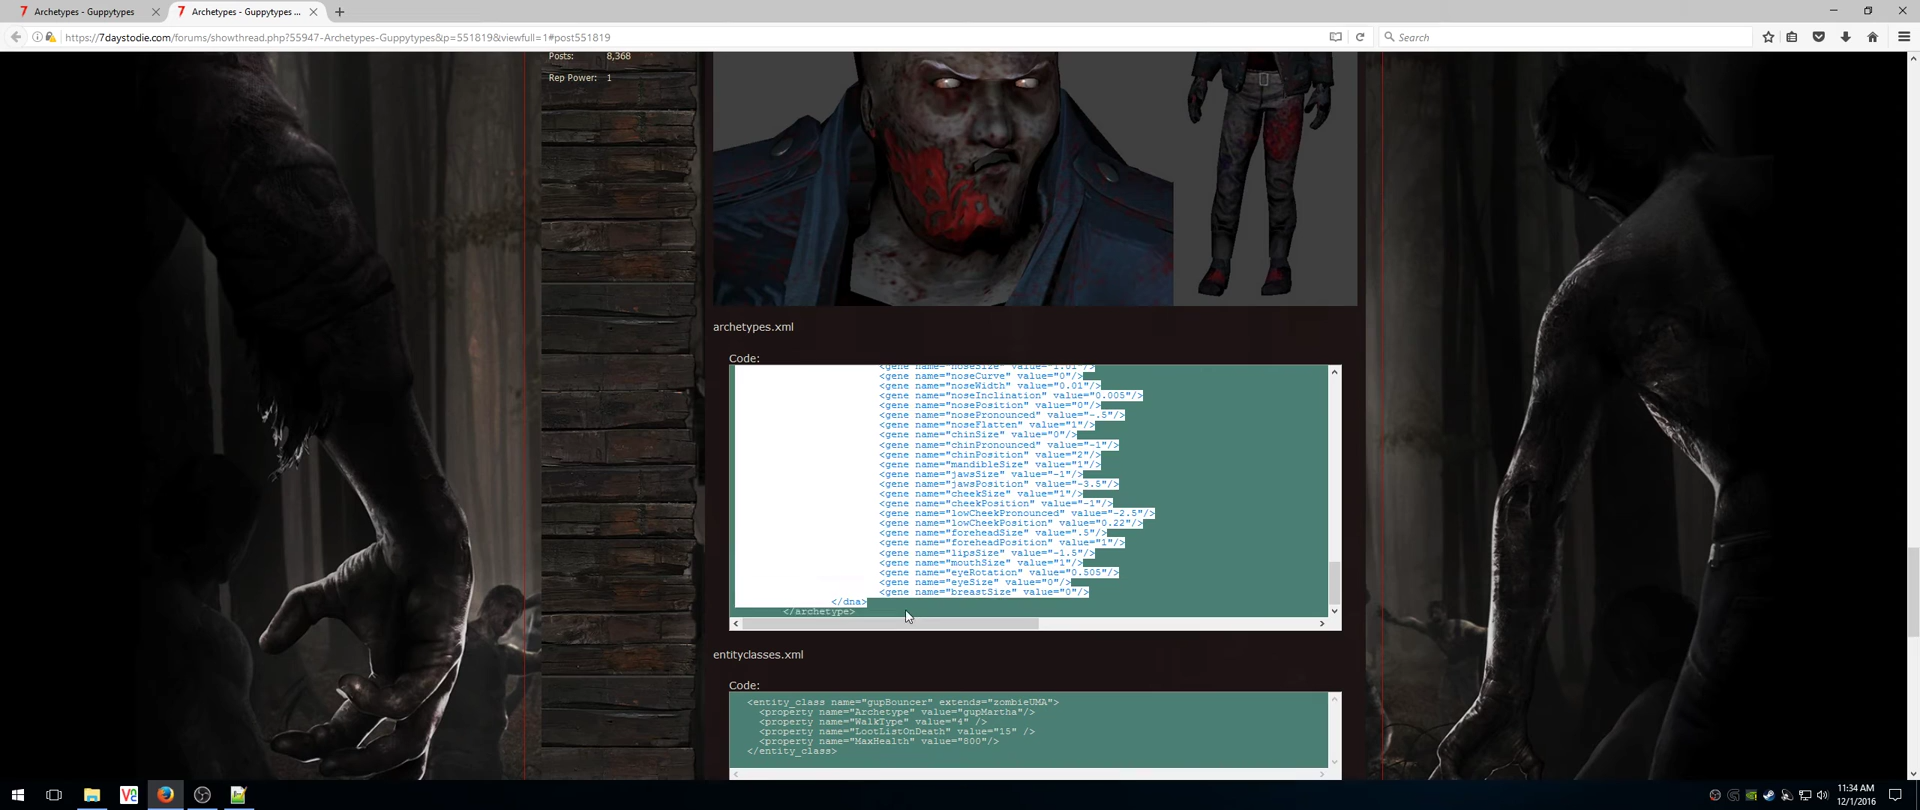 Archetypes - Guppytypes
Archetypes - Guppytypes ...
https://7daystodie.com/forums/showthread.php?55947-Archetypes-Guppytypes&p=551819&viewfull=1#post551819
Search
Posts: 8,368
Rep Power: 1
archetypes.xml
Code:
<gene name="noseSize" value="1.01"/>
<gene name="noseCurve" value="0"/>
<gene name="noseWidth" value="0.01"/>
<gene name="noseInclination" value="0.005"/>
<gene name="nosePosition" value="0"/>
<gene name="nosePronounced" value="-.5"/>
<gene name="noseFlatten" value="1"/>
<gene name="chinSize" value="0"/>
<gene name="chinPronounced" value="-1"/>
<gene name="chinPosition" value="2"/>
<gene name="mandibleSize" value="1"/>
<gene name="jawsSize" value="-1"/>
<gene name="jawsPosition" value="-3.5"/>
<gene name="cheekSize" value="1"/>
<gene name="cheekPosition" value="-1"/>
<gene name="lowCheekPronounced" value="-2.5"/>
<gene name="lowCheekPosition" value="0.22"/>
<gene name="foreheadSize" value=".5"/>
<gene name="foreheadPosition" value="1"/>
<gene name="lipsSize" value="-1.5"/>
<gene name="mouthSize" value="1"/>
<gene name="eyeRotation" value="0.505"/>
<gene name="eyeSize" value="0"/>
<gene name="breastSize" value="0"/>
</dna>
</archetype>
entityclasses.xml
Code:
<entity_class name="gupBouncer" extends="zombieUMA">
<property name="Archetype" value="gupMartha"/>
<property name="WalkType" value="4" />
<property name="LootListOnDeath" value="15" />
<property name="MaxHealth" value="800"/>
</entity_class>
11:34 AM
12/1/2016